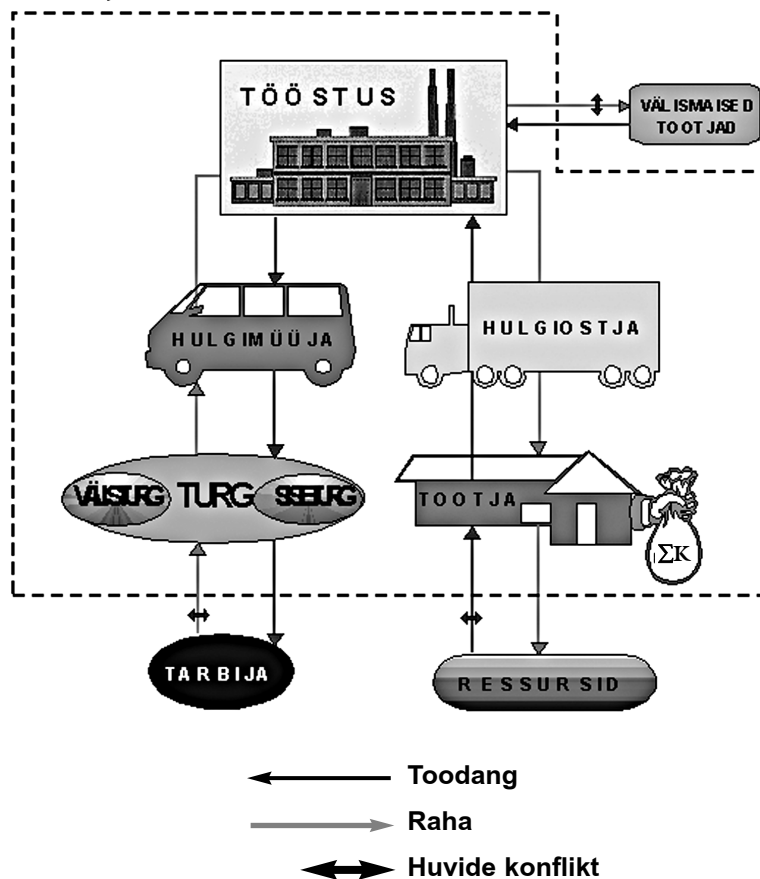 TÖÖSTUS
VÄLISMAISED
TOOTJAD
HULGIMÜÜJA
HULGIOSTJA
VÄLISTURG TURG SISETURG
TOOTJA
ΣK
TARBIJA
RESSURSID
Toodang
Raha
Huvide konflikt